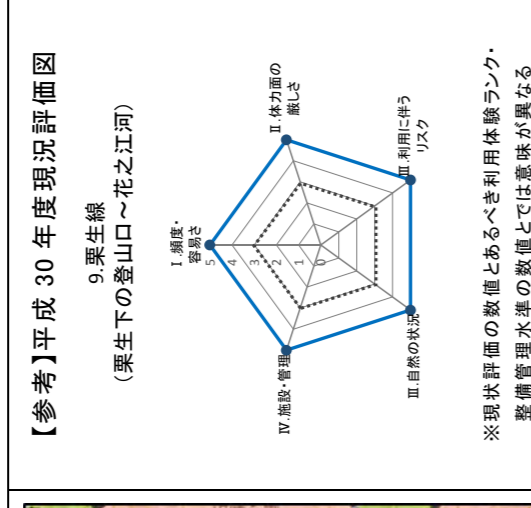 【参考】平成 30 年度現況評価図
9.栗生線
（栗生下の登山口～花之江河）
Ⅰ.頻度・
容易さ
5
4
3
2
1
0
Ⅱ.体力面の
厳しさ
Ⅲ.利用に伴う
リスク
Ⅲ.自然の状況
Ⅳ.施設・管理
※現状評価の数値とあるべき利用体験ランク・
整備管理水準の数値とでは意味が異なる